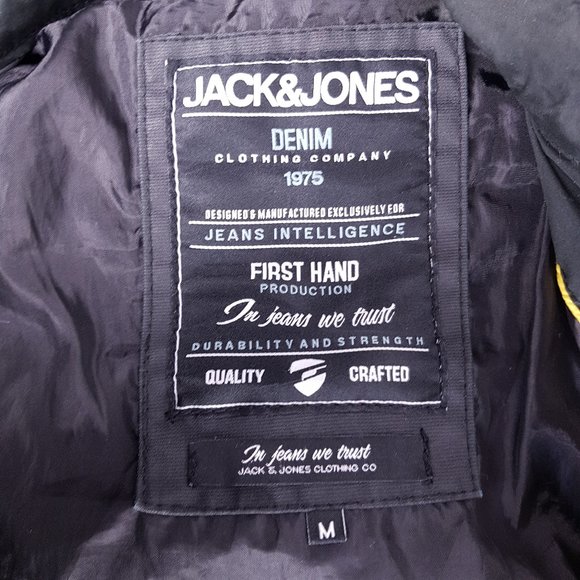 JACK&JONES
DENIM
CLOTHING COMPANY
1975
DESIGNED & MANUFACTURED EXCLUSIVELY FOR
JEANS INTELLIGENCE
FIRST HAND
PRODUCTION
In jeans we trust
DURABILITY AND STRENGTH
QUALITY CRAFTED
In jeans we trust
JACK & JONES CLOTHING CO
M